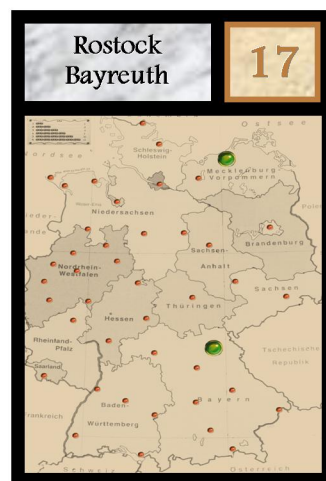 Rostock
Bayreuth
17
Ostsee
Nordsee
Schleswig-
Holstein
Mecklenburg
Vorpommern
Niedersachsen
Brandenburg
Sachsen-
Anhalt
Nordrhein-
Westfalen
Sachsen
Thüringen
Hessen
Rheinland-
Pfalz
Tschechische
Republik
Saarland
Bayern
Baden-
Württemberg
Schweiz
Österreich